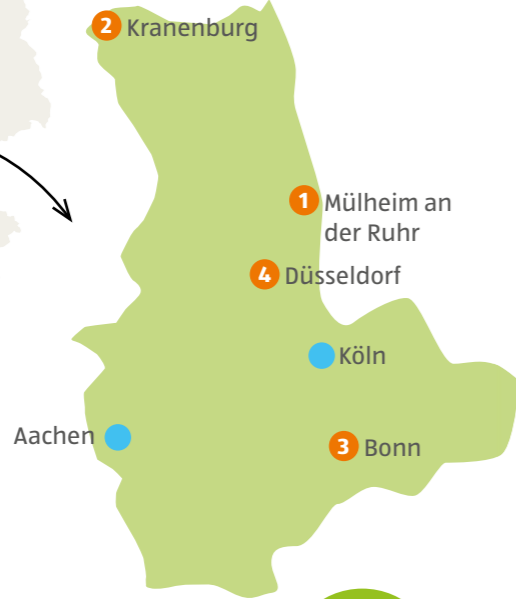 2 Kranenburg
1 Mülheim an
der Ruhr
4 Düsseldorf
Köln
Aachen
3 Bonn